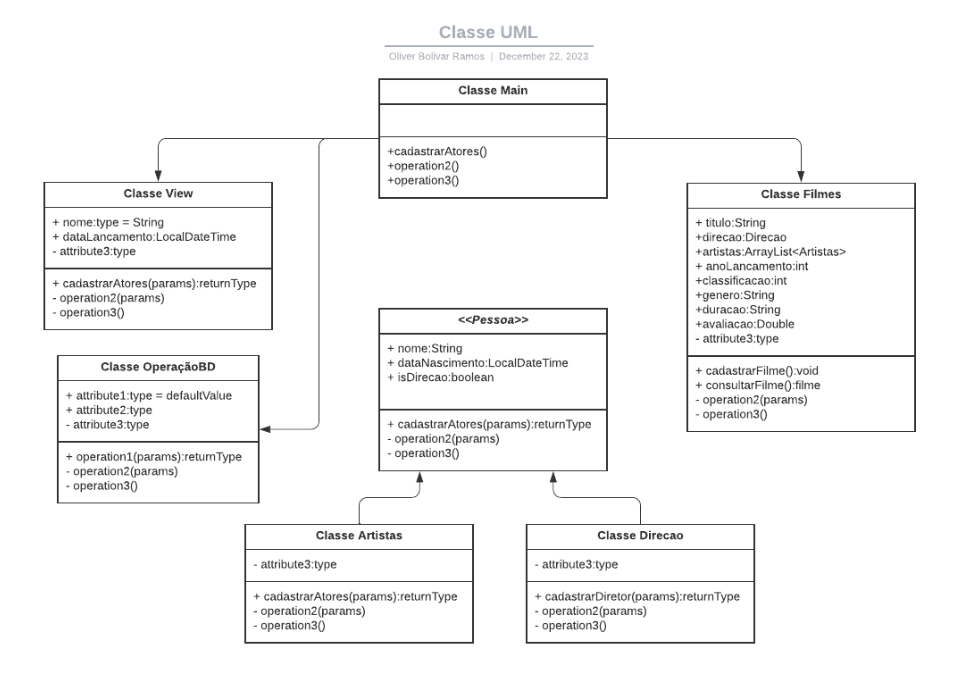 Classe UML
Oliver Bolivar Ramos | December 22, 2023
Classe Main
+cadastrarAtores()
+operation2()
+operation3()
Classe View
+ nome:type = String
+ dataLancamento:LocalDateTime
- attribute3:type
+ cadastrarAtores(params):returnType
- operation2(params)
- operation3()
Classe Filmes
+ titulo:String
+direcao:Direcao
+artistas:ArrayList<Artistas>
+ anoLancamento:int
+classificacao:int
+genero:String
+duracao:String
+avaliacao:Double
- attribute3:type
+ cadastrarFilme():void
+ consultarFilme():filme
- operation2(params)
- operation3()
<<Pessoa>>
+ nome:String
+ dataNascimento:LocalDateTime
+ isDirecao:boolean
+ cadastrarAtores(params):returnType
- operation2(params)
- operation3()
Classe OperaçãoBD
+ attribute1:type = defaultValue
+ attribute2:type
- attribute3:type
+ operation1(params):returnType
- operation2(params)
- operation3()
Classe Artistas
- attribute3:type
+ cadastrarAtores(params):returnType
- operation2(params)
- operation3()
Classe Direcao
- attribute3:type
+ cadastrarDiretor(params):returnType
- operation2(params)
- operation3()